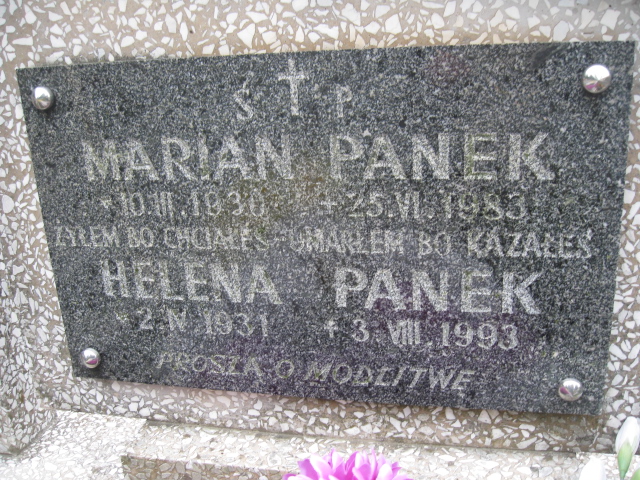 Ś P
MARIAN PANEK
*10.III.1930 +25.VI.1983
ŻYŁEM BO CHCIAŁEŚ-UMARŁEM BO KAZAŁEŚ
HELENA PANEK
*2.IV.1931 +3.VIII.1993
PROSZĄ O MODLITWĘ